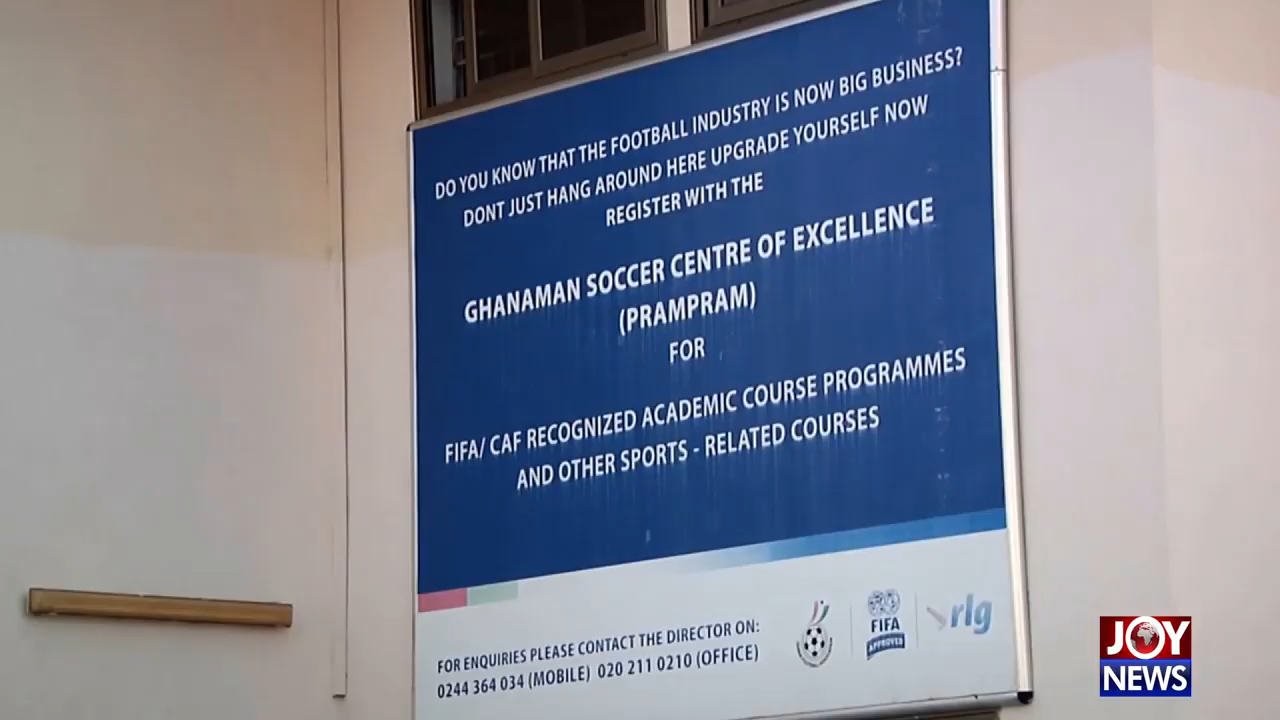 DO YOU KNOW THAT THE FOOTBALL INDUSTRY IS NOW BIG BUSINESS?
DONT JUST HANG AROUND HERE UPGRADE YOURSELF NOW
REGISTER WITH THE
GHANAMAN SOCCER CENTRE OF EXCELLENCE
(PRAMPRAM)
FOR
FIFA/ CAF RECOGNIZED ACADEMIC COURSE PROGRAMMES
AND OTHER SPORTS - RELATED COURSES
FOR ENQUIRIES PLEASE CONTACT THE DIRECTOR ON:
0244 364 034 (MOBILE) 020 211 0210 (OFFICE)
FIFA
APPROVED
rlg
JOY
NEWS